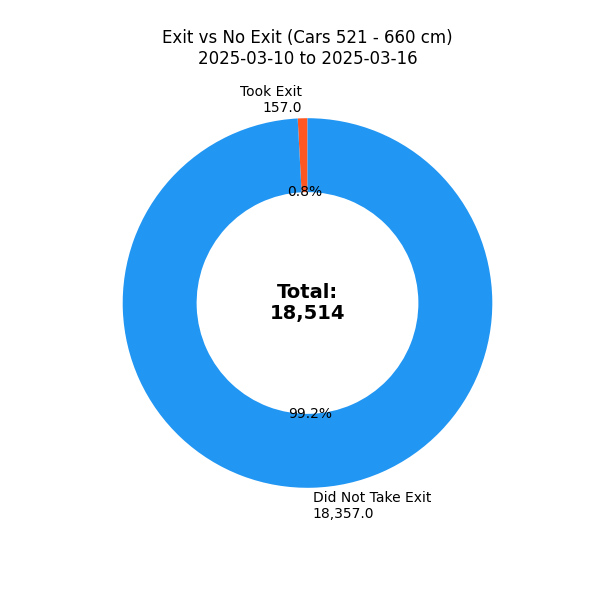 Exit vs No Exit (Cars 521 - 660 cm)
2025-03-10 to 2025-03-16
Took Exit
157.0
0.8%
Total:
18,514
99.2%
Did Not Take Exit
18,357.0